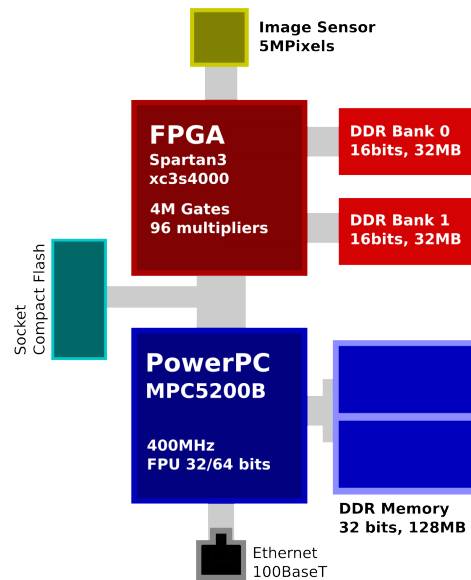 Image Sensor
5MPixels
FPGA
Spartan3
xc3s4000
4M Gates
96 multipliers
DDR Bank 0
16bits, 32MB
DDR Bank 1
16bits, 32MB
Socket
Compact Flash
PowerPC
MPC5200B
400MHz
FPU 32/64 bits
DDR Memory
32 bits, 128MB
Ethernet
100BaseT